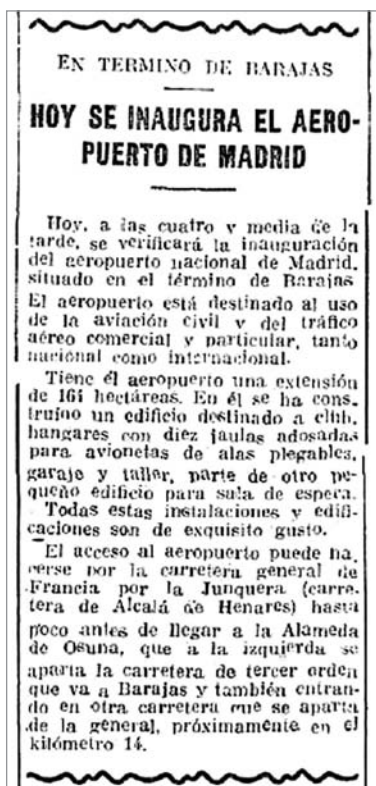 EN TERMINO DE BARAJAS
HOY SE INAUGURA EL AERO-
PUERTO DE MADRID
Hoy, a las cuatro y media de la
tarde, se verificará la inauguración
del aeropuerto nacional de Madrid,
situado en el término de Barajas
El aeropuerto está destinado al uso
de la aviación civil y del tráfico
aéreo comercial y particular, tanto
nacional como internacional.
Tiene el aeropuerto una extensión
de 161 hectáreas. En él se ha cons-
truíno un edificio destinado a club,
hangares con diez jaulas adosadas
para avionetas de alas plegables,
garaje y taller, parte de otro pe-
queño edificio para sala de espera.
Todas estas instalaciones y edifi-
caciones son de exquisito gusto.
El acceso al aeropuerto puede ha-
cerse por la carretera general de
Francia por la Junquera (carre-
tera de Alcalá de Henares) hasta
poco antes de llegar a la Alameda
de Osuna, que a la izquierda se
aparta la carretera de tercer orden
que va a Barajas y también entran-
do en otra carretera que se aparta
de la general, próximamente en el
kilómetro 14.